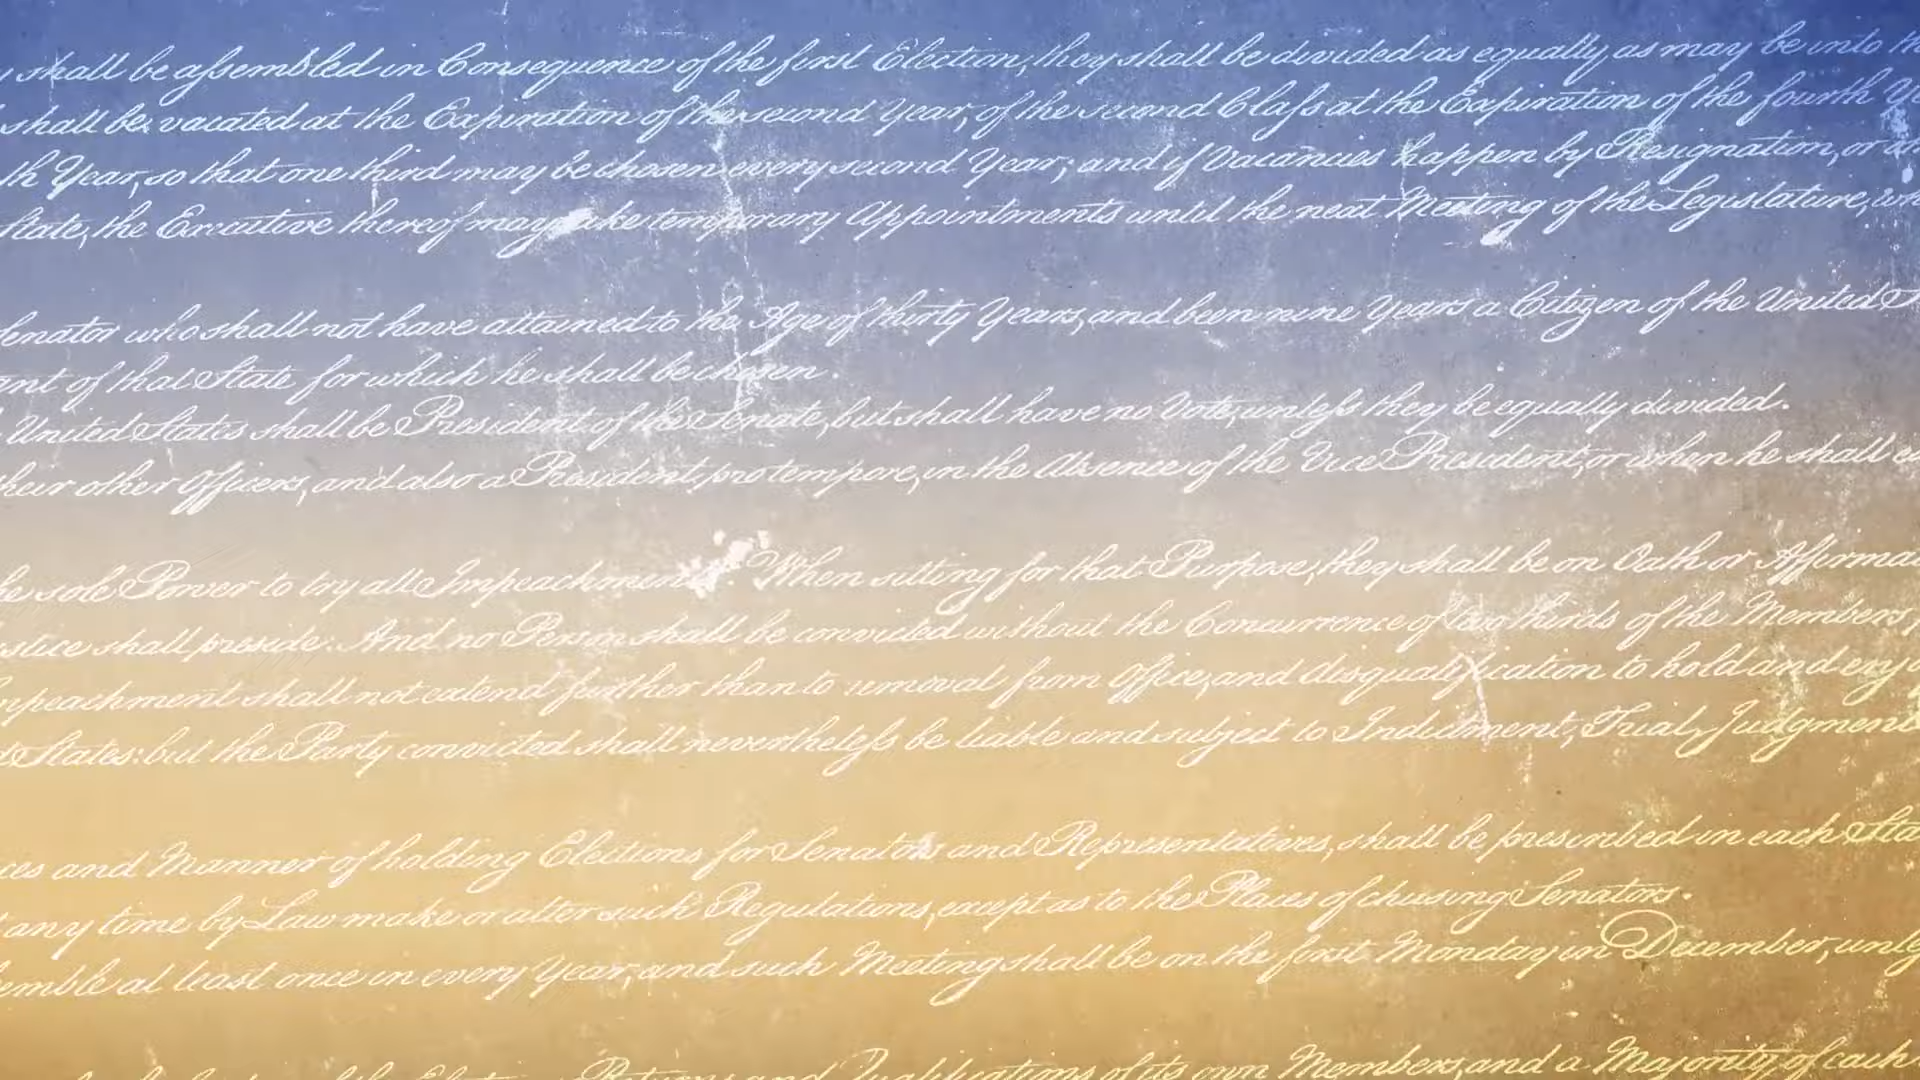 shall be assembled in Consequence of the first Election, they shall be divided as equally as may be into
shall be vacated at the Expiration of the second Year, of the second Class at the Expiration of the fourth
th Year, so that one third may be chosen every second Year; and if Vacancies happen by Resignation, or
State, the Executive thereof may make temporary Appointments until the next Meeting of the Legislature,
Senator who shall not have attained to the Age of thirty Years, and been nine Years a Citizen of the United
ant of that State for which he shall be chosen.
United States shall be President of the Senate, but shall have no Vote, unless they be equally divided.
their other Officers, and also a President pro tempore, in the Absence of the Vice President, or when he shall
he sole Power to try all Impeachments. When sitting for that Purpose, they shall be on Oath or Affirma
stice shall preside: And no Person shall be convicted without the Concurrence of two thirds of the Members
mpeachment shall not extend further than to removal from Office, and disqualification to hold and enjoy
d States: but the Party convicted shall nevertheless be liable and subject to Indictment, Trial, Judgment
ces and Manner of holding Elections for Senators and Representatives, shall be prescribed in each Sta
any time by Law make or alter such Regulations, except as to the Places of chusing Senators.
emble at least once in every Year, and such Meeting shall be on the first Monday in December, unle
Returns and Qualifications of its own Members, and a Majority of each